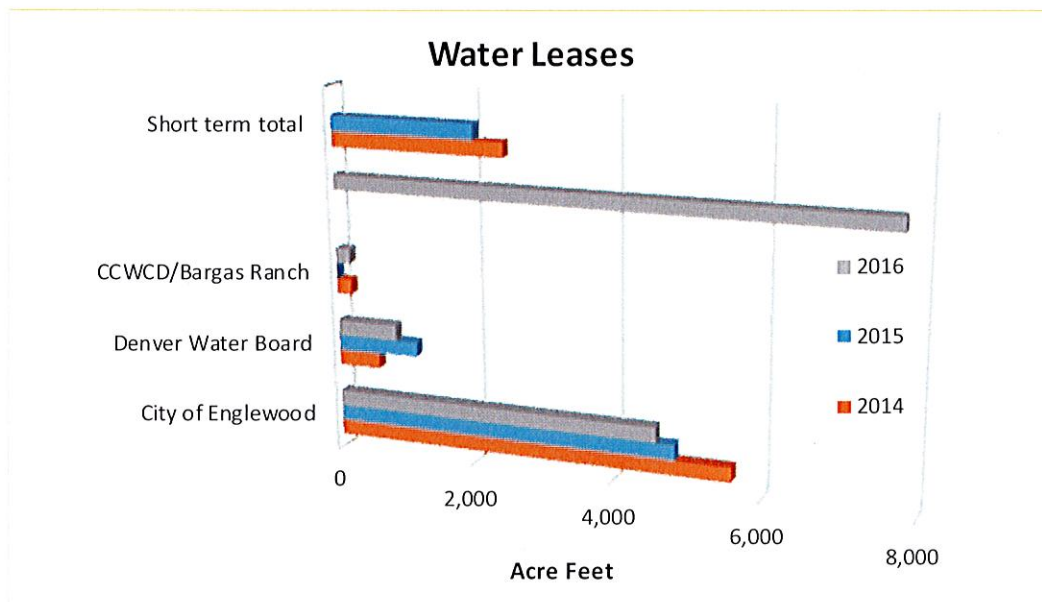 Water Leases
Short term total
CCWCD/Bargas Ranch
Denver Water Board
City of Englewood
2016
2015
2014
0
2,000
4,000
6,000
8,000
Acre Feet